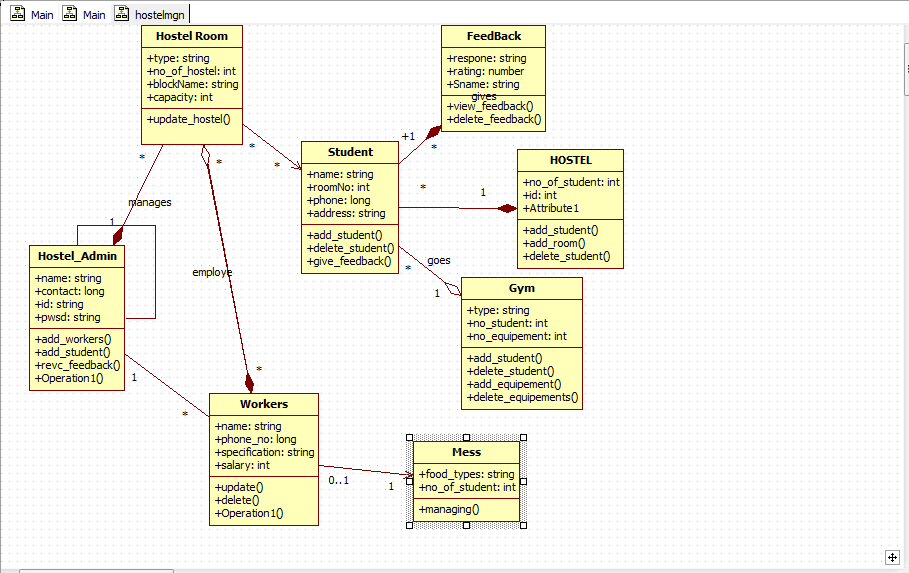 Main
Main
hostelmgn
Hostel Room
+type: string
+no_of_hostel: int
+blockName: string
+capacity: int
+update_hostel()
FeedBack
+respone: string
+rating: number
+Sname: string
gives
+view_feedback()
+delete_feedback()
+1
*
*
*
*
*
Student
+name: string
+roomNo: int
+phone: long
+address: string
+add_student()
+delete_student()
+give_feedback()
*
1
HOSTEL
+no_of_student: int
+id: int
+Attribute1
+add_student()
+add_room()
+delete_student()
manages
1
Hostel_Admin
+name: string
+contact: long
+id: string
+pwsd: string
+add_workers()
+add_student()
+revc_feedback()
+Operation1()
employe
goes
*
1
Gym
+type: string
+no_student: int
+no_equipement: int
+add_student()
+delete_student()
+add_equipement()
+delete_equipements()
1
*
*
Workers
+name: string
+phone_no: long
+specification: string
+salary: int
+update()
+delete()
+Operation1()
0..1
1
Mess
+food_types: string
+no_of_student: int
+managing()